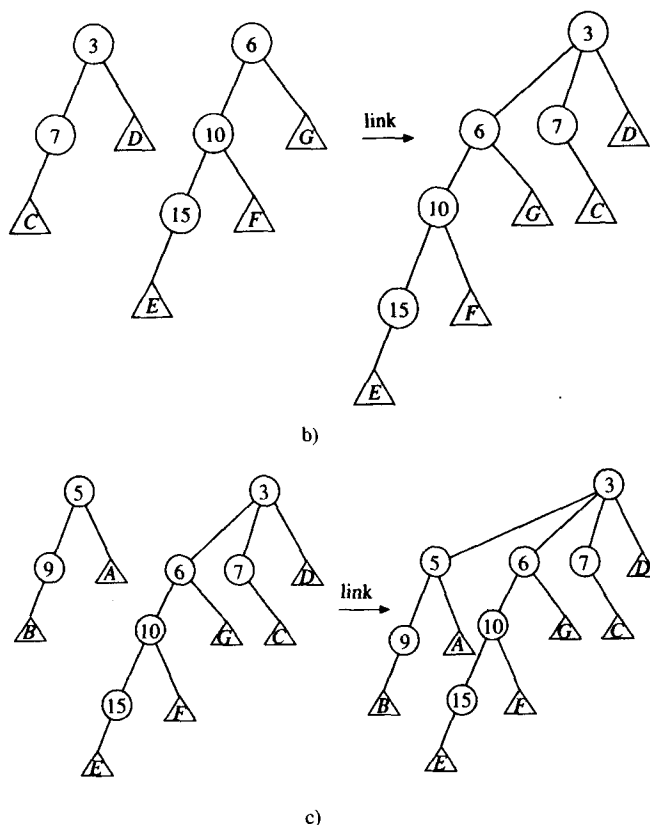 3 6 3
7 D 10 G link 6 7 D
C 15 F 10 G C
E 15 F
E
b)
5 3 3
9 A 6 7 D link 5 6 7 D
B 10 G C 9 A 10 G C
15 F B 15 F
E E
c)